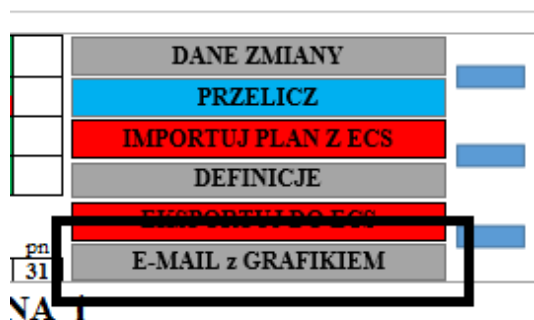 DANE ZMIANY
PRZELICZ
IMPORTUJ PLAN Z ECS
DEFINICJE
EKSPORTUJ DO ECS
pn
E-MAIL z GRAFIKIEM
31
NA 1